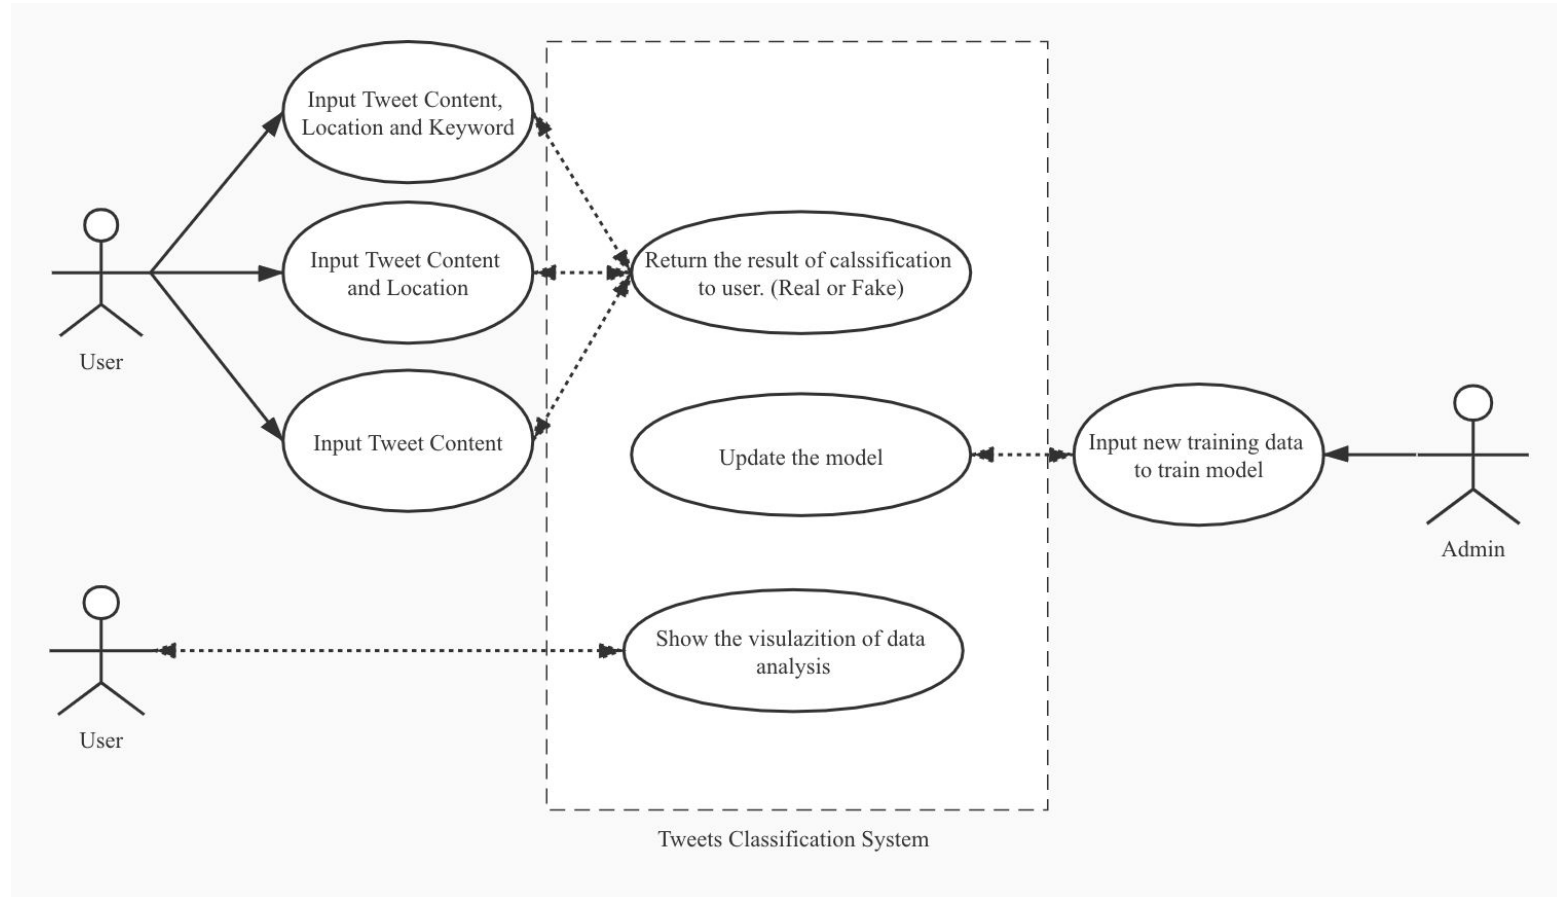 Input Tweet Content,
Location and Keyword
Input Tweet Content
and Location
Return the result of calssification
to user. (Real or Fake)
User
Input Tweet Content
Update the model
Input new training data
to train model
Admin
Show the visulazition of data
analysis
User
Tweets Classification System